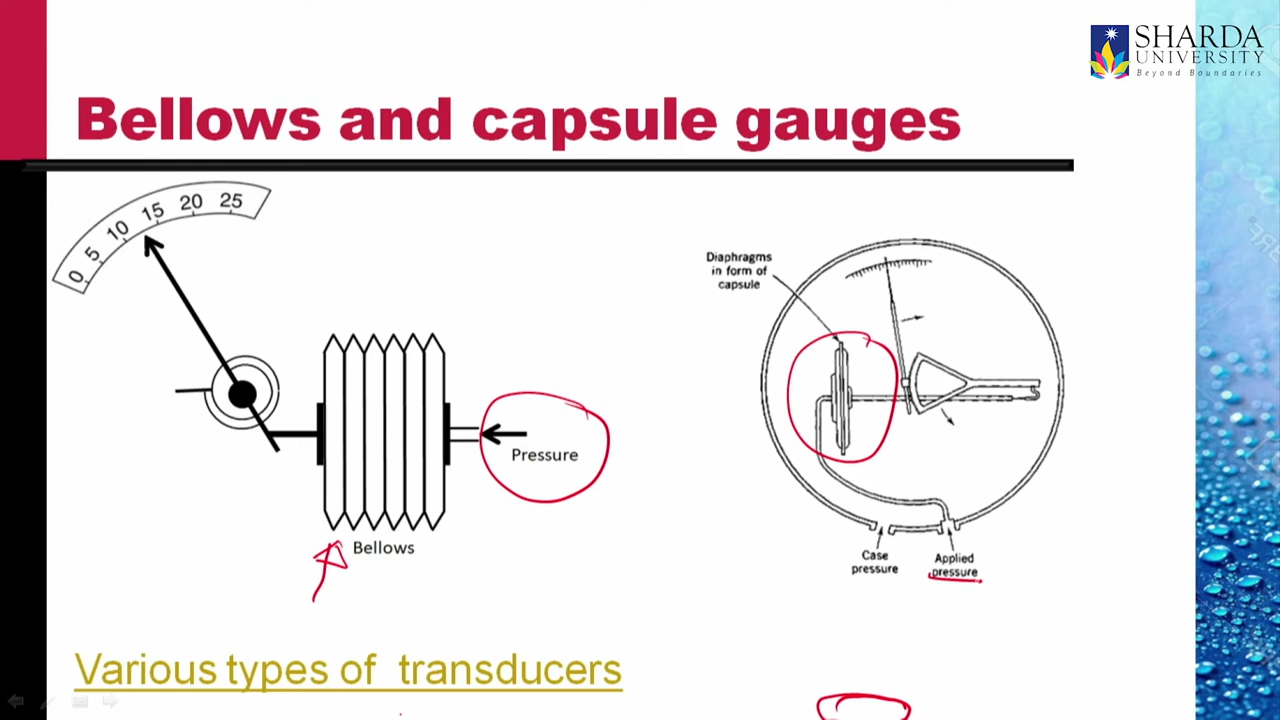 SHARDA
UNIVERSITY
Beyond Boundaries
Bellows and capsule gauges
0 5 10 15 20 25
Pressure
Bellows
Diaphragms
in form of
capsule
Case
pressure
Applied
pressure
Various types of transducers